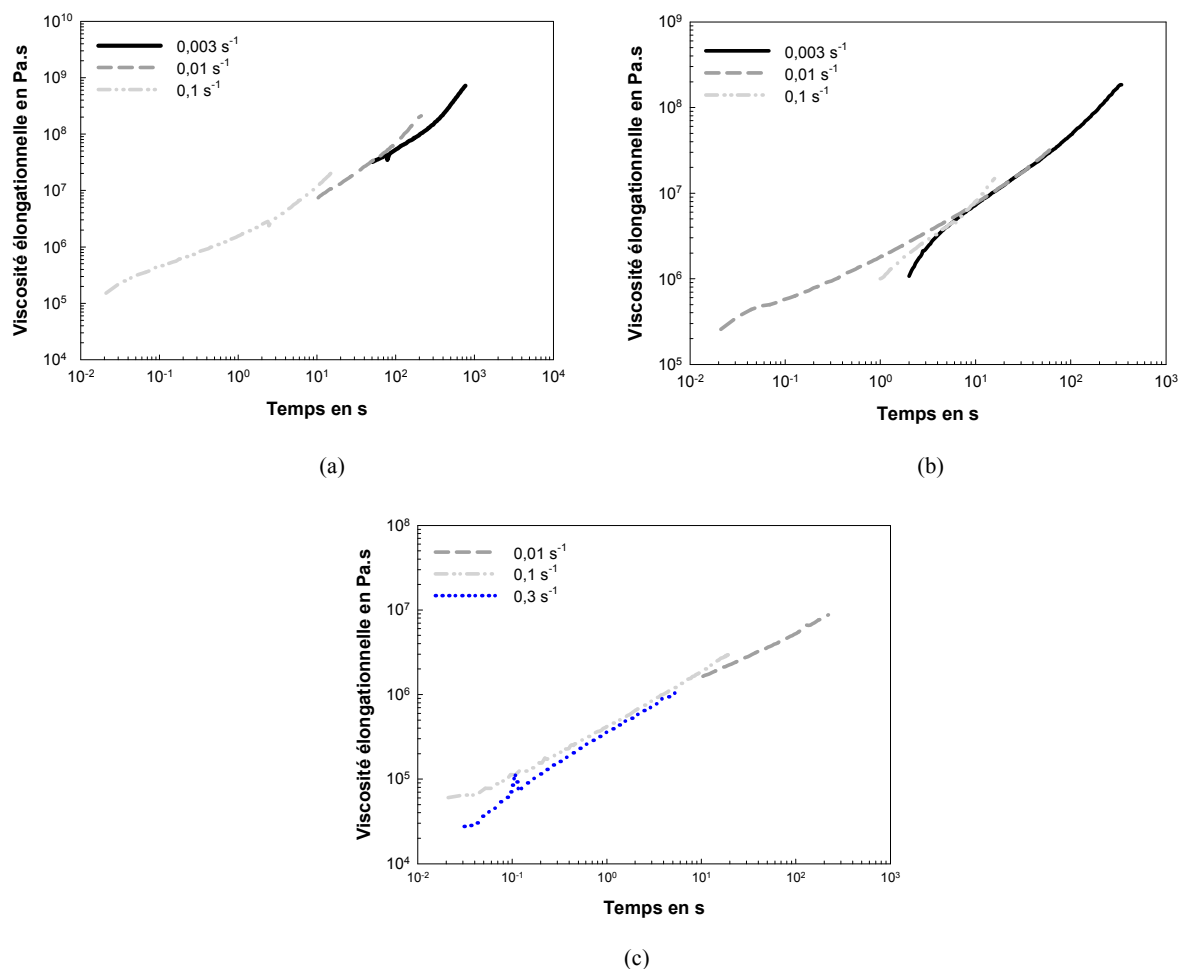 Viscosité élongationnelle en Pa.s
10¹⁰
10⁹
10⁸
10⁷
10⁶
10⁵
10⁴
0,003 s⁻¹
0,01 s⁻¹
0,1 s⁻¹
10⁻² 10⁻¹ 10⁰ 10¹ 10² 10³ 10⁴
Temps en s
(a)
Viscosité élongationnelle en Pa.s
10⁹
10⁸
10⁷
10⁶
10⁵
0,003 s⁻¹
0,01 s⁻¹
0,1 s⁻¹
10⁻² 10⁻¹ 10⁰ 10¹ 10² 10³
Temps en s
(b)
Viscosité élongationnelle en Pa.s
10⁸
10⁷
10⁶
10⁵
10⁴
0,01 s⁻¹
0,1 s⁻¹
0,3 s⁻¹
10⁻² 10⁻¹ 10⁰ 10¹ 10² 10³
Temps en s
(c)